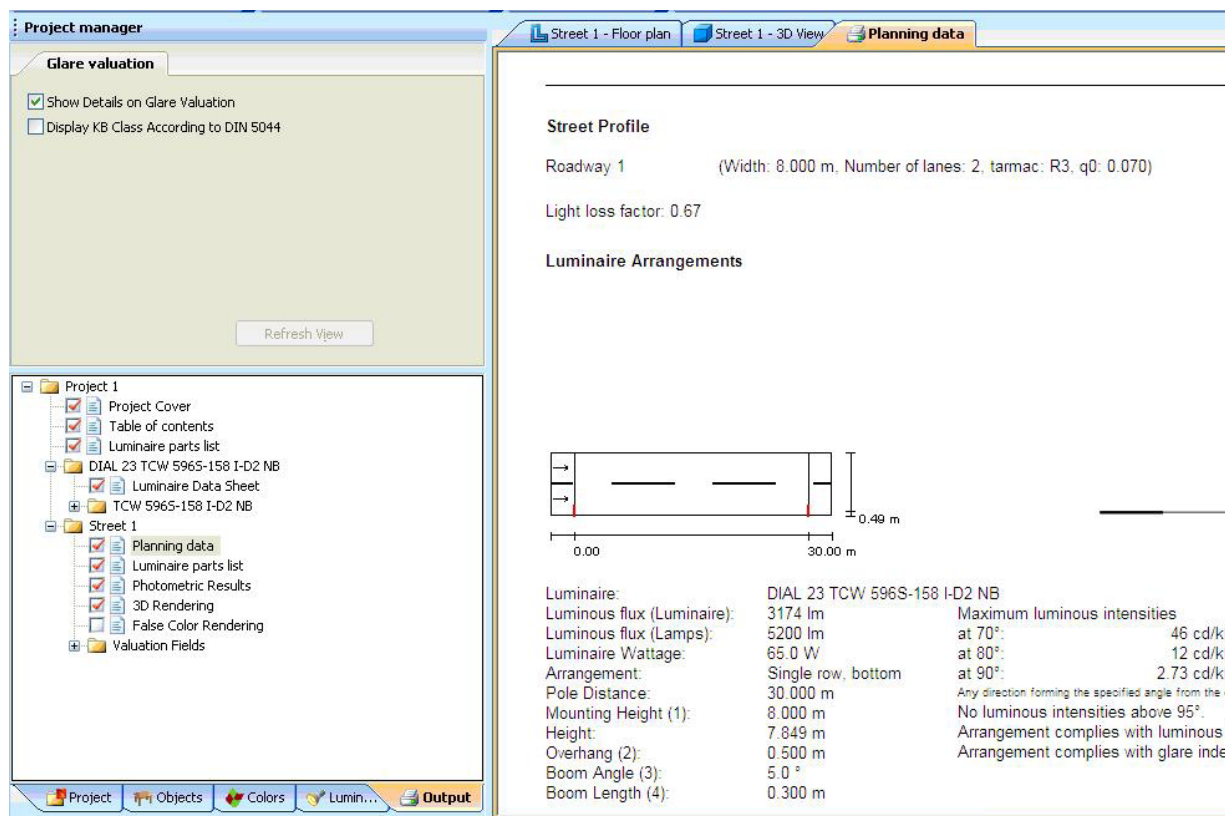 Project manager
Glare valuation
Show Details on Glare Valuation
Display KB Class According to DIN 5044
Refresh View
Project 1
Project Cover
Table of contents
Luminaire parts list
DIAL 23 TCW 596S-158 I-D2 NB
Luminaire Data Sheet
TCW 596S-158 I-D2 NB
Street 1
Planning data
Luminaire parts list
Photometric Results
3D Rendering
False Color Rendering
Valuation Fields
Project Objects Colors Lumin... Output
Street 1 - Floor plan Street 1 - 3D View Planning data
Street Profile
Roadway 1 (Width: 8.000 m, Number of lanes: 2, tarmac: R3, q0: 0.070)
Light loss factor: 0.67
Luminaire Arrangements
0.49 m
0.00 30.00 m
Luminaire: DIAL 23 TCW 596S-158 I-D2 NB
Luminous flux (Luminaire): 3174 lm Maximum luminous intensities
Luminous flux (Lamps): 5200 lm at 70°: 46 cd/k
Luminaire Wattage: 65.0 W at 80°: 12 cd/k
Arrangement: Single row, bottom at 90°: 2.73 cd/k
Pole Distance: 30.000 m Any direction forming the specified angle from the
Mounting Height (1): 8.000 m No luminous intensities above 95°.
Height: 7.849 m Arrangement complies with luminous
Overhang (2): 0.500 m Arrangement complies with glare inde
Boom Angle (3): 5.0 °
Boom Length (4): 0.300 m